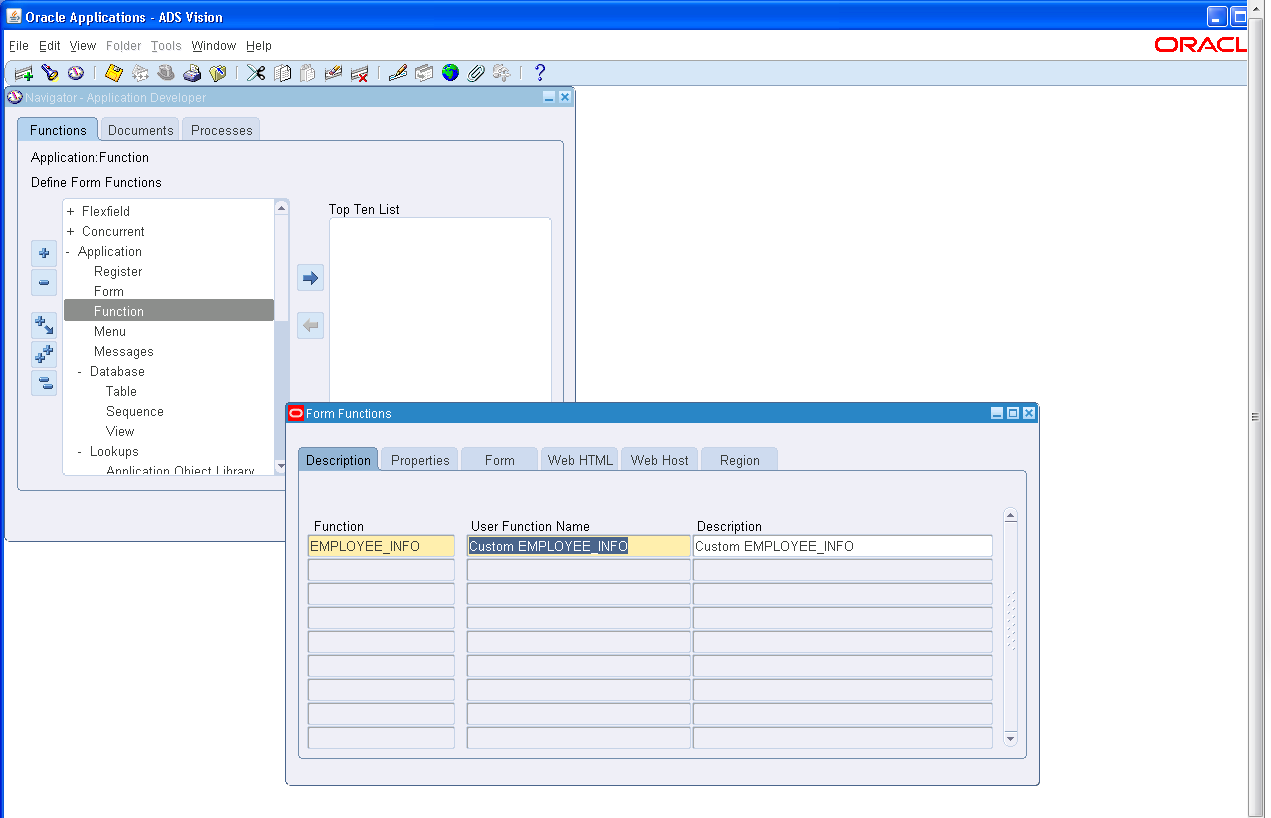 Oracle Applications - ADS Vision
File Edit View Folder Tools Window Help
ORACL
Navigator - Application Developer
Functions Documents Processes
Application:Function
Define Form Functions
+ Flexfield
+ Concurrent
- Application
Register
Form
Function
Menu
Messages
- Database
Table
Sequence
View
- Lookups
Application Object Library
Top Ten List
Form Functions
Description Properties Form Web HTML Web Host Region
Function User Function Name Description
EMPLOYEE_INFO Custom EMPLOYEE_INFO Custom EMPLOYEE_INFO